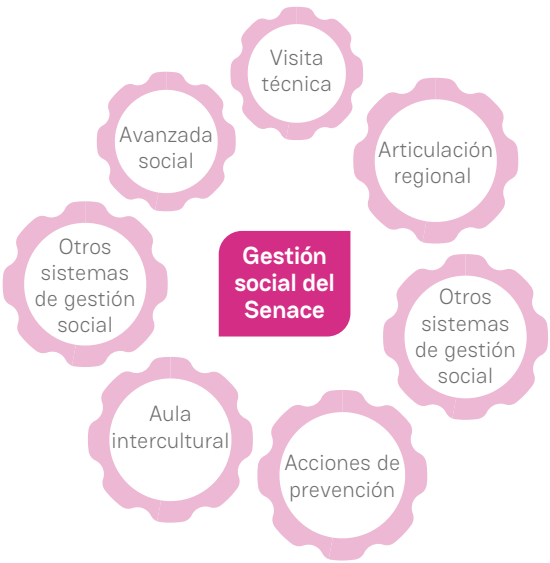 Visita
técnica
Avanzada
social
Articulación
regional
Otros
sistemas
de gestión
social
Gestión
social del
Senace
Otros
sistemas
de gestión
social
Aula
intercultural
Acciones de
prevención